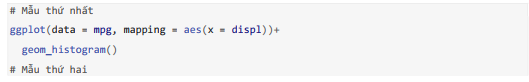 # Mẫu thứ nhất
ggplot(data = mpg, mapping = aes(x = displ))+
  geom_histogram()
# Mẫu thứ hai